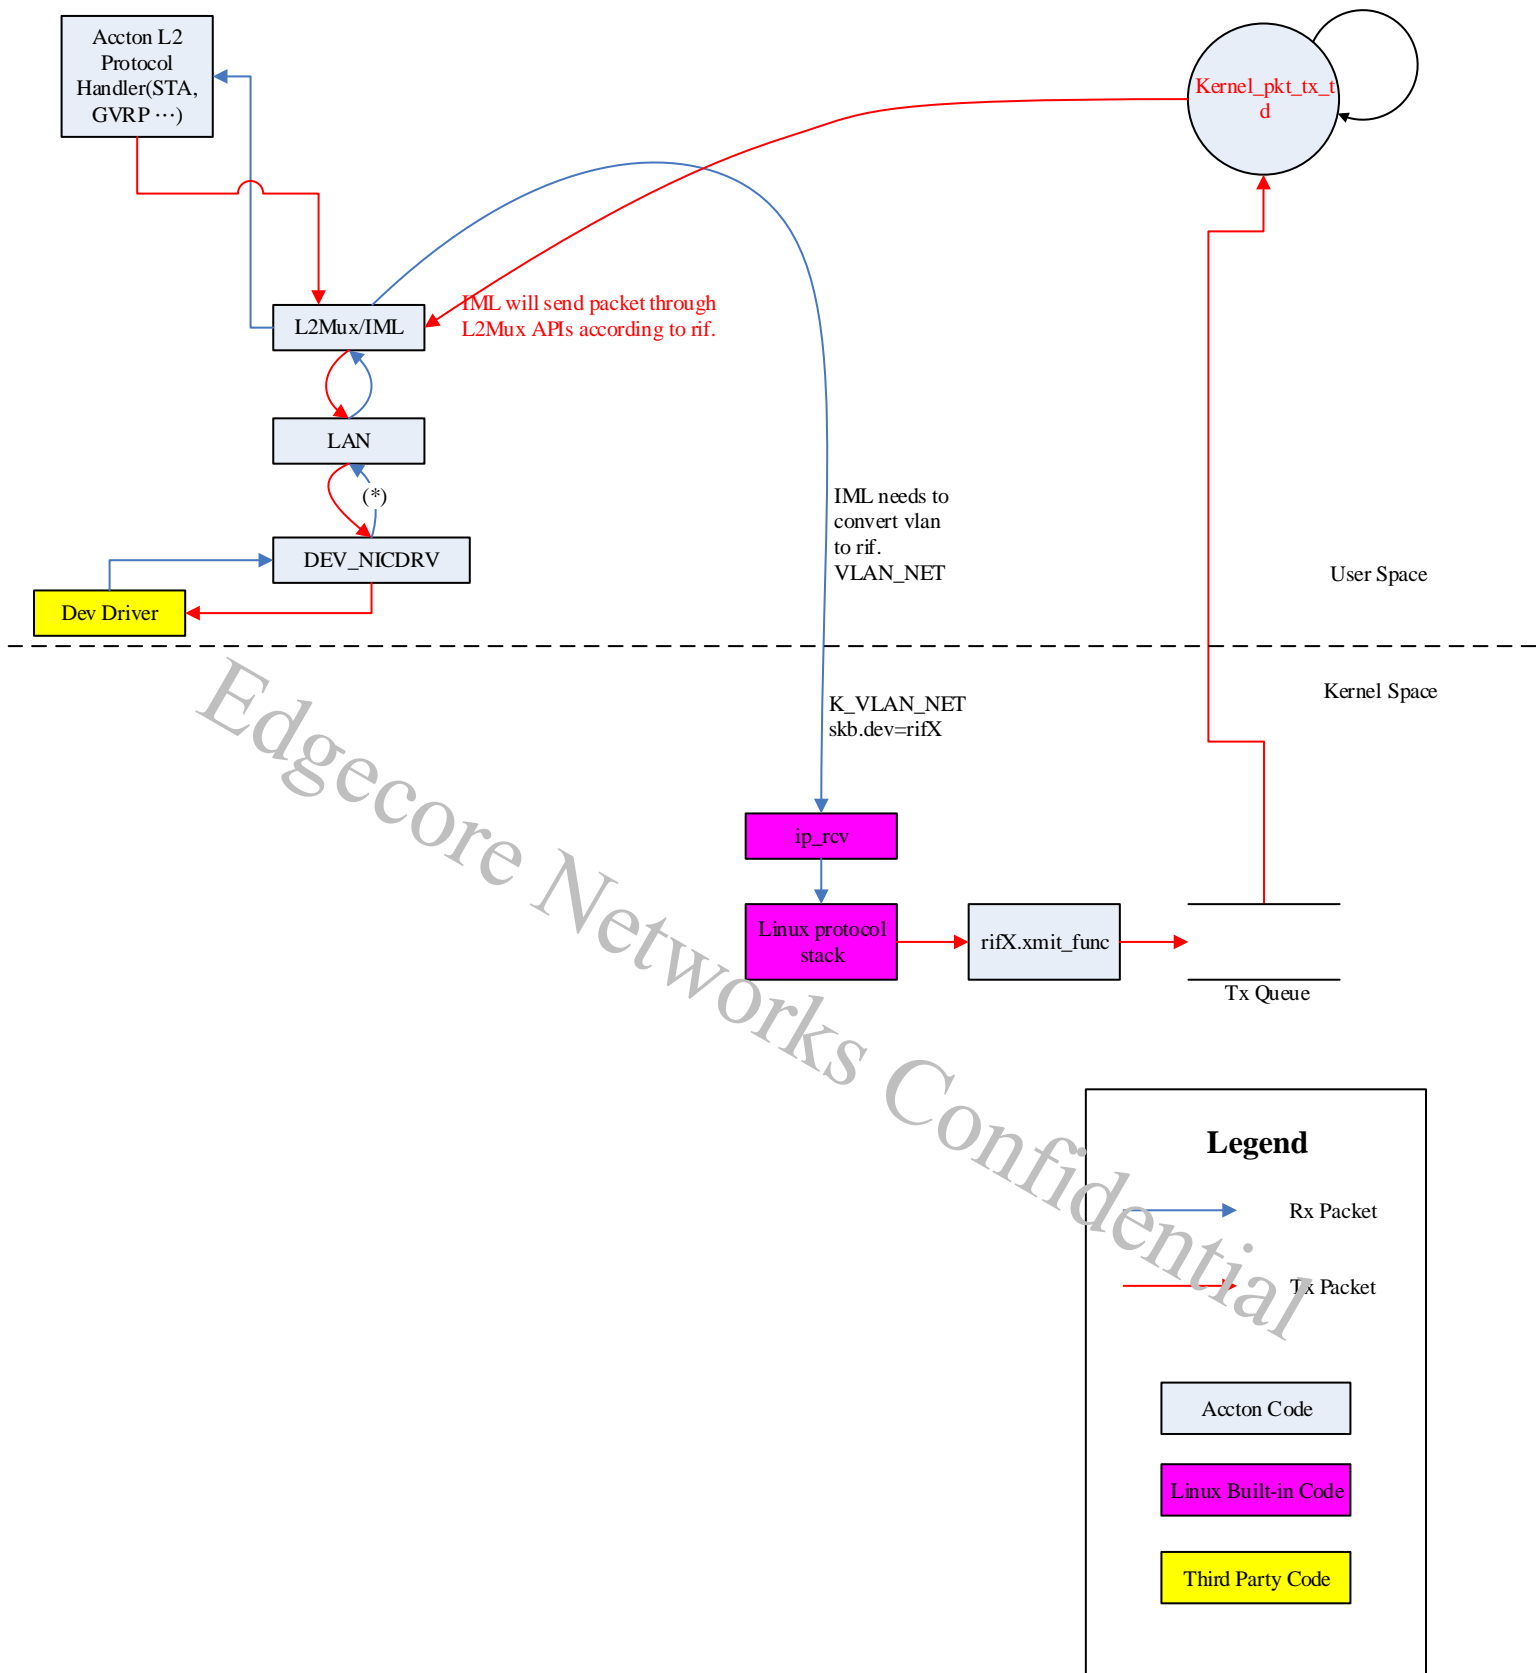 Accton L2
Protocol
Handler(STA,
GVRP ⋯)
Kernel_pkt_tx_t
d
L2Mux/IML
IML will send packet through
L2Mux APIs according to rif.
LAN
(*)
IML needs to
convert vlan
to rif.
VLAN_NET
DEV_NICDRV
User Space
Dev Driver
Kernel Space
K_VLAN_NET
skb.dev=rifX
ip_rcv
Linux protocol
stack
rifX.xmit_func
Tx Queue
Edgecore Networks Confidential
Legend
Rx Packet
Tx Packet
Accton Code
Linux Built-in Code
Third Party Code